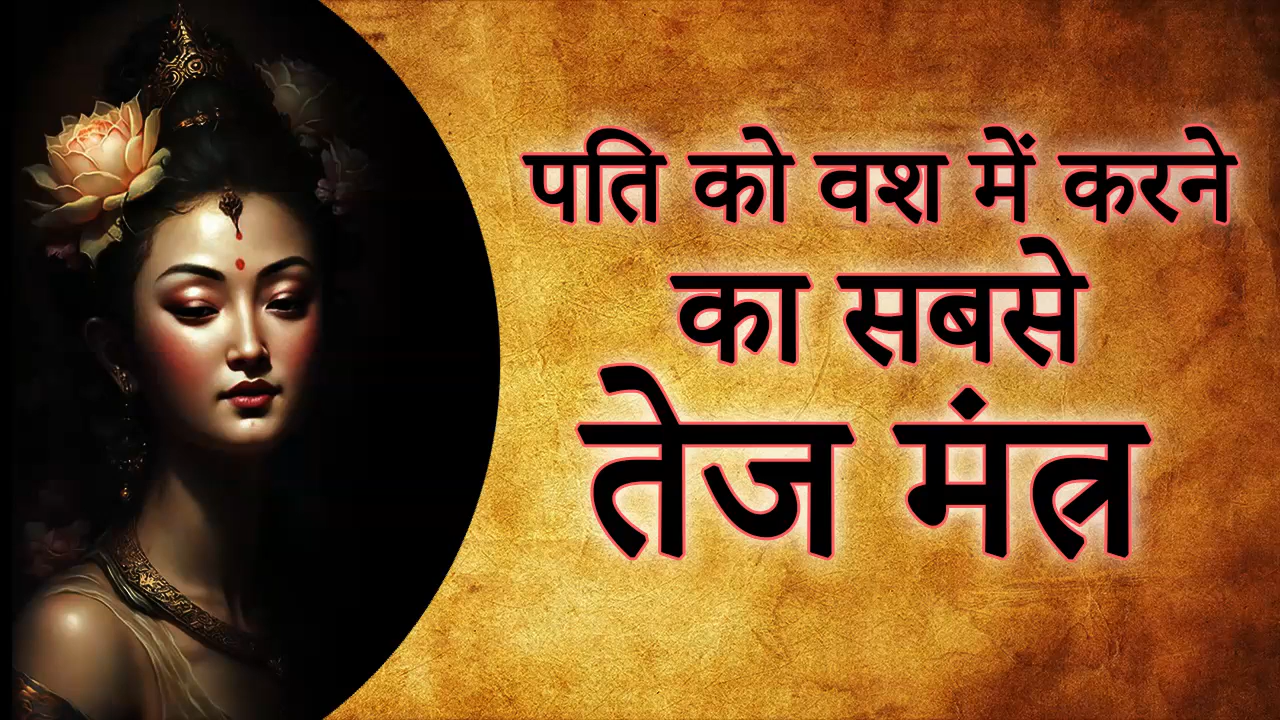 पति को वश में करने
का सबसे
तेज मंत्र